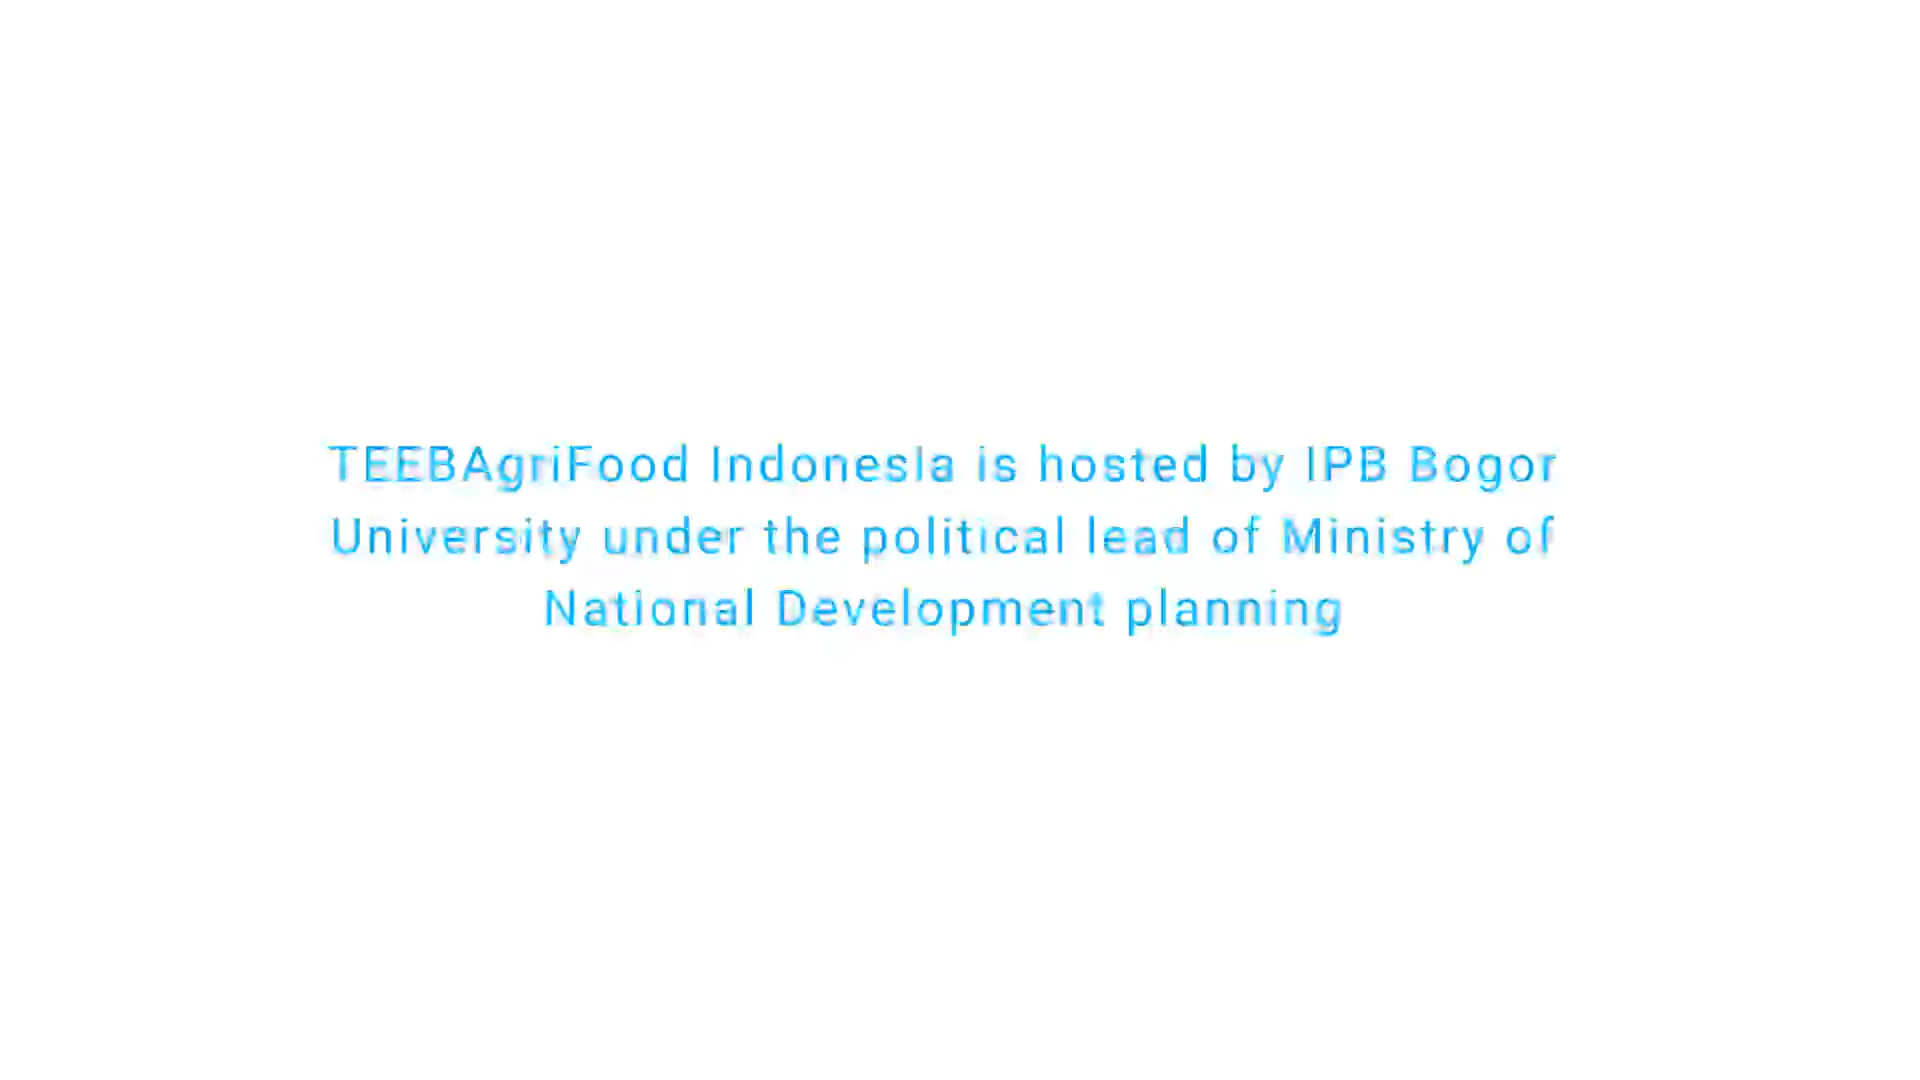 TEEBAgriFood Indonesia is hosted by IPB Bogor
University under the political lead of Ministry of
National Development planning